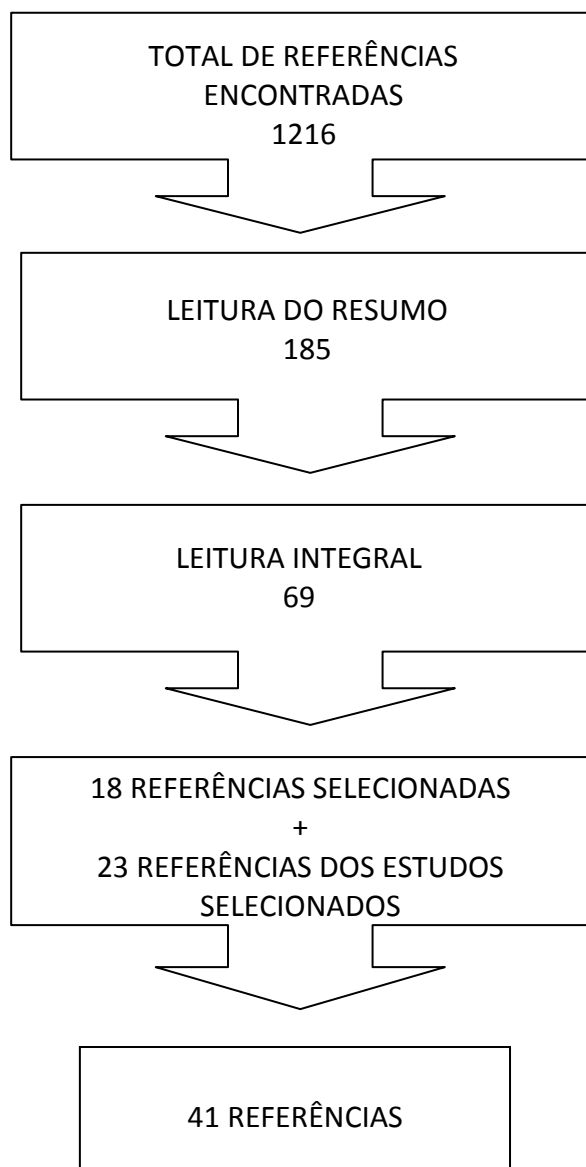 TOTAL DE REFERÊNCIAS
ENCONTRADAS
1216
LEITURA DO RESUMO
185
LEITURA INTEGRAL
69
18 REFERÊNCIAS SELECIONADAS
+
23 REFERÊNCIAS DOS ESTUDOS
SELECIONADOS
41 REFERÊNCIAS